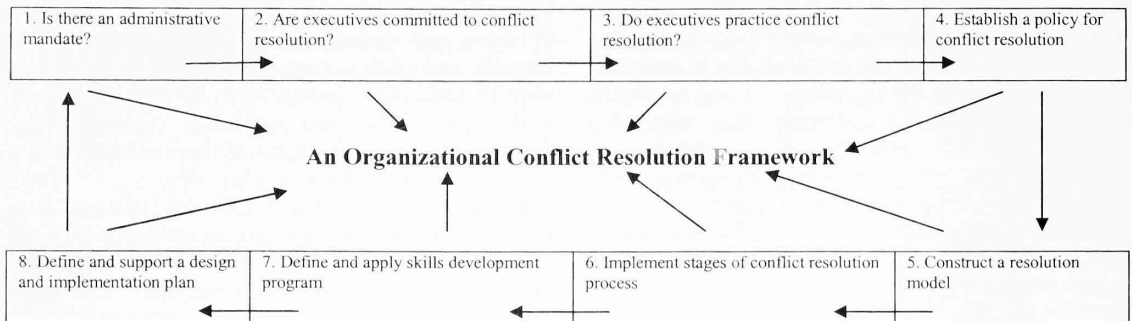 1. Is there an administrative
mandate?
2. Are executives committed to conflict
resolution?
3. Do executives practice conflict
resolution?
4. Establish a policy for
conflict resolution
An Organizational Conflict Resolution Framework
8. Define and support a design
and implementation plan
7. Define and apply skills development
program
6. Implement stages of conflict resolution
process
5. Construct a resolution
model